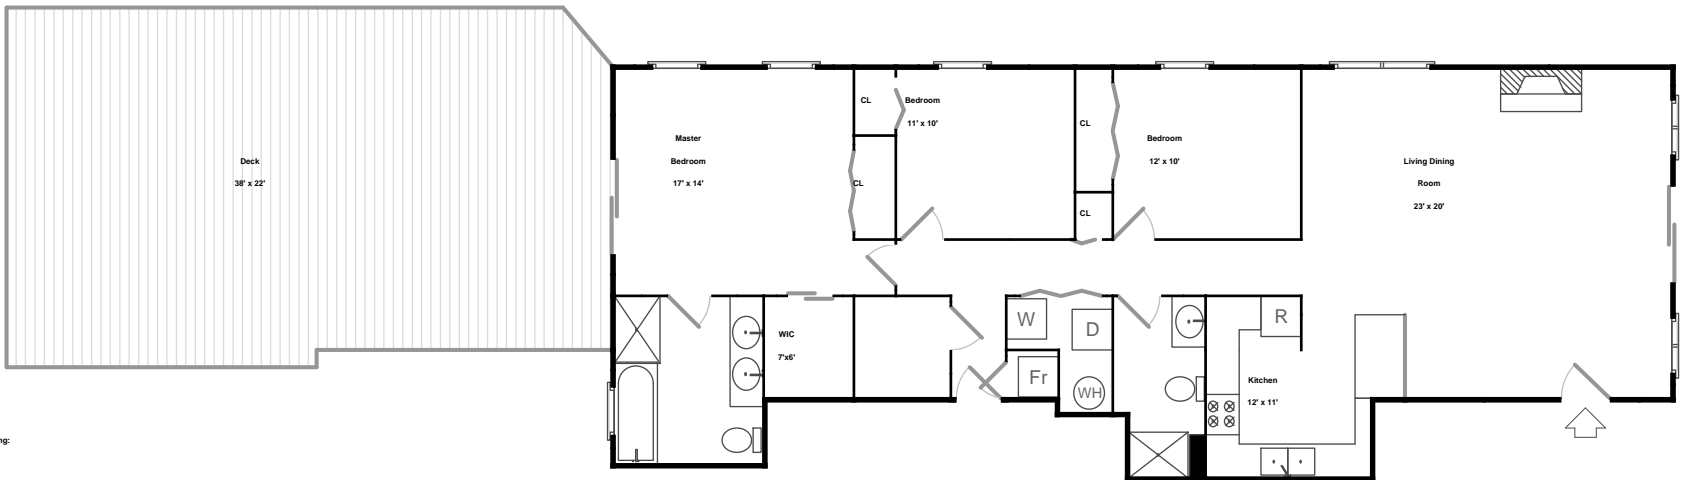 Deck
38' x 22'
Master
Bedroom
17' x 14'
CL
CL
Bedroom
11' x 10'
CL
CL
Bedroom
12' x 10'
Living Dining
Room
23' x 20'
WIC
7'x6'
W
D
Fr
WH
R
Kitchen
12' x 11'
ng: